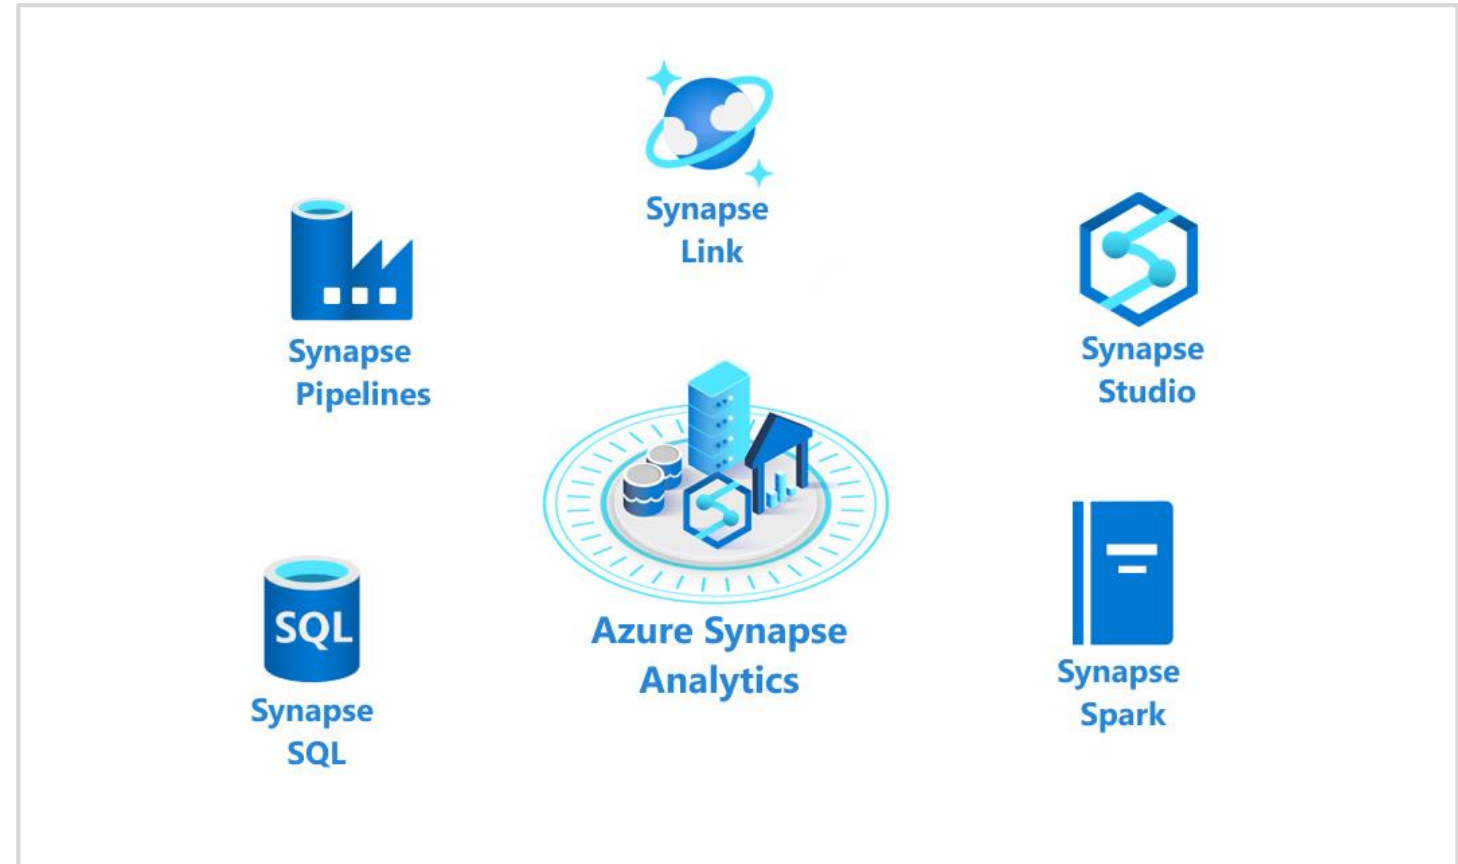 Synapse
Link
Synapse
Pipelines
Synapse
Studio
Azure Synapse
Analytics
SQL
Synapse
SQL
Synapse
Spark